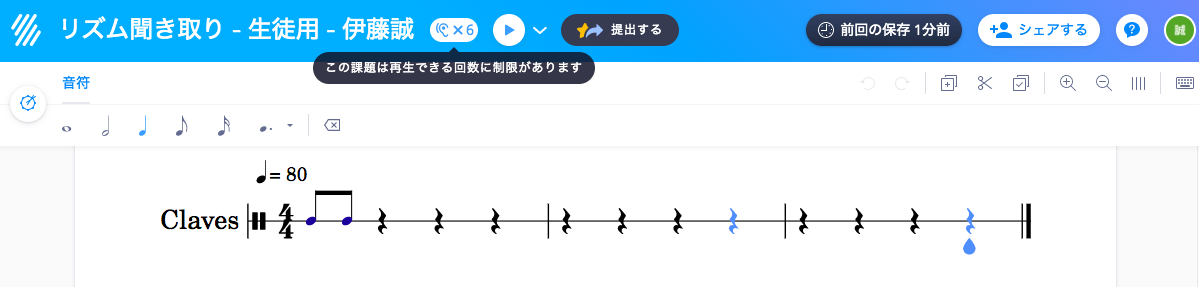 リズム聞き取り - 生徒用 - 伊藤誠
×6
提出する
前回の保存 1分前
シェアする
誠
この課題は再生できる回数に制限があります
音符
= 80
Claves
4
4